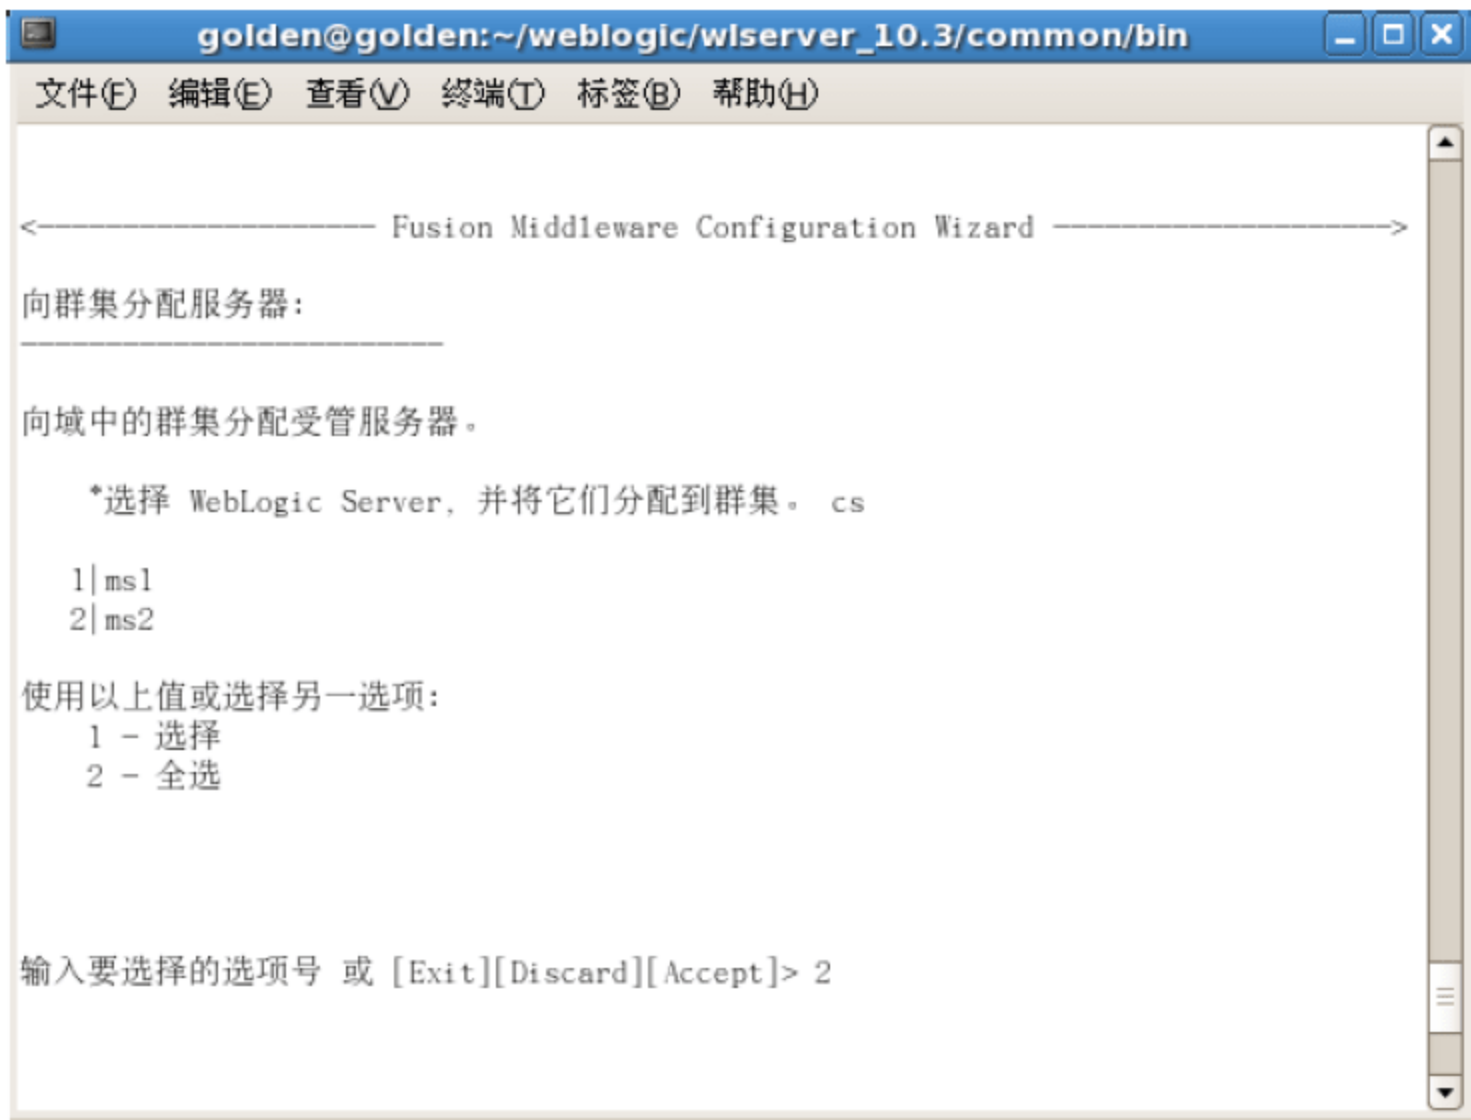 golden@golden:~/weblogic/wlserver_10.3/common/bin
文件(F) 编辑(E) 查看(V) 终端(T) 标签(B) 帮助(H)
<-------------------- Fusion Middleware Configuration Wizard -------------------->
向群集分配服务器:
-------------------------
向域中的群集分配受管服务器。
*选择 WebLogic Server, 并将它们分配到群集。 cs
1|ms1
2|ms2
使用以上值或选择另一选项:
1 - 选择
2 - 全选
输入要选择的选项号 或 [Exit][Discard][Accept]> 2